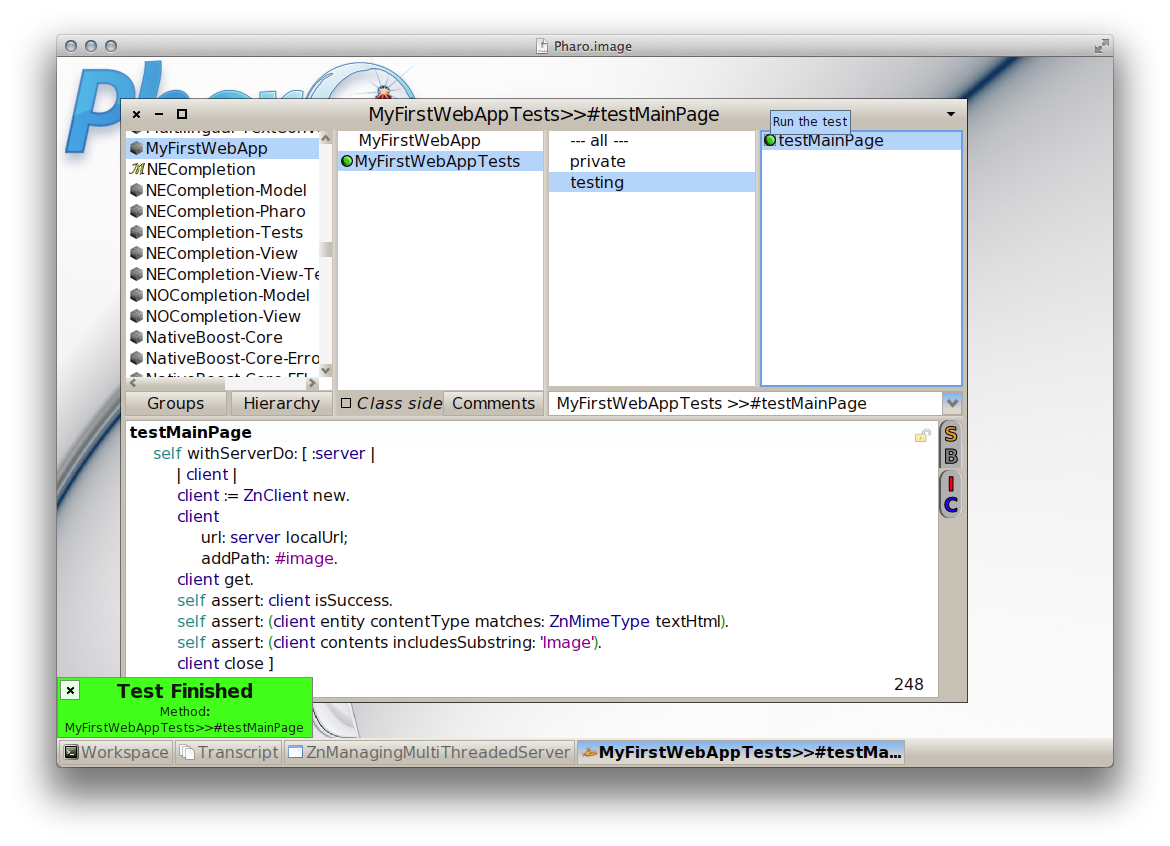 Pharo.image
Pharo
MyFirstWebAppTests>>#testMainPage
Run the test
MyFirstWebApp
NECompletion
NECompletion-Model
NECompletion-Pharo
NECompletion-Tests
NECompletion-View
NECompletion-View-Te
NOCompletion-Model
NOCompletion-View
NativeBoost-Core
NativeBoost-Core-Erro
MyFirstWebApp
MyFirstWebAppTests
--- all ---
private
testing
testMainPage
Groups
Hierarchy
Class side
Comments
MyFirstWebAppTests >>#testMainPage
testMainPage
self withServerDo: [ :server |
| client |
client := ZnClient new.
client
url: server localUrl;
addPath: #image.
client get.
self assert: client isSuccess.
self assert: (client entity contentType matches: ZnMimeType textHtml).
self assert: (client contents includesSubstring: 'Image').
client close ]
S
B
I
C
248
Test Finished
Method:
MyFirstWebAppTests>>#testMainPage
Workspace
Transcript
ZnManagingMultiThreadedServer
MyFirstWebAppTests>>#testMa...